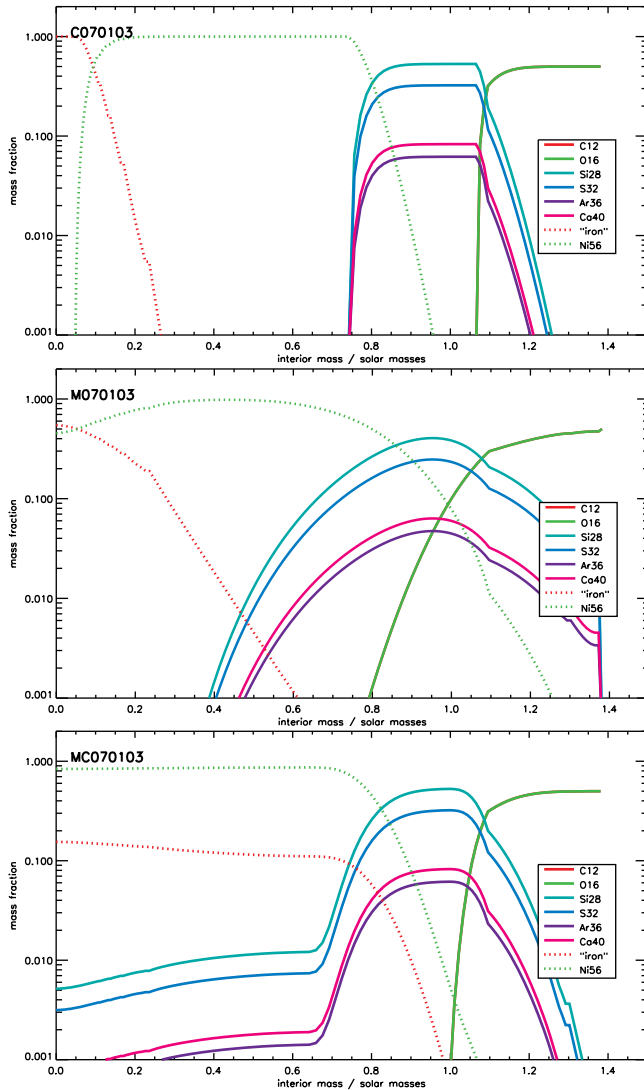 C070103
1.000
0.100
0.010
0.001
mass fraction
0.0 0.2 0.4 0.6 0.8 1.0 1.2 1.4
interior mass / solar masses
C12
O16
Si28
S32
Ar36
Ca40
"iron"
Ni56
M070103
1.000
0.100
0.010
0.001
mass fraction
0.0 0.2 0.4 0.6 0.8 1.0 1.2 1.4
interior mass / solar masses
C12
O16
Si28
S32
Ar36
Ca40
"iron"
Ni56
MC070103
1.000
0.100
0.010
0.001
mass fraction
0.0 0.2 0.4 0.6 0.8 1.0 1.2 1.4
interior mass / solar masses
C12
O16
Si28
S32
Ar36
Ca40
"iron"
Ni56